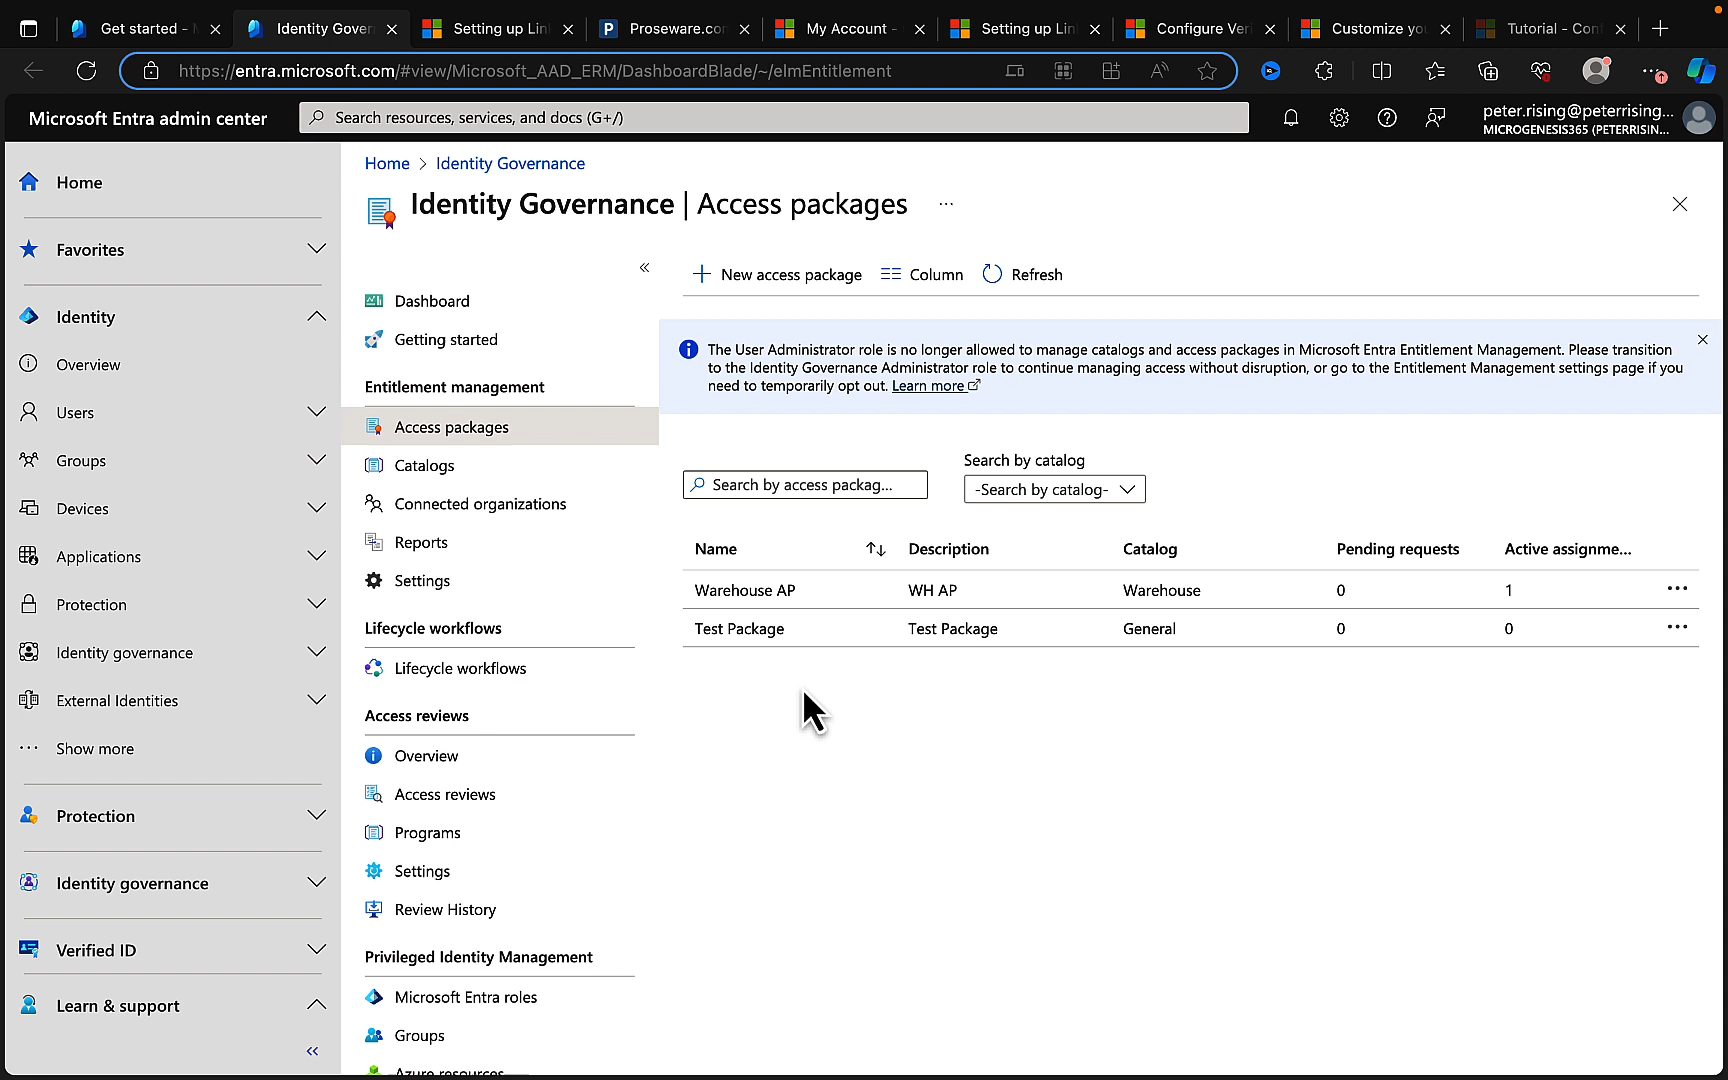 Get started -
Identity Gover
Setting up Lin
Proseware.co
My Account -
Setting up Lin
Configure Ver
Customize yo
Tutorial - Con
https://entra.microsoft.com/#view/Microsoft_AAD_ERM/DashboardBlade/~/elmEntitlement
Microsoft Entra admin center
Search resources, services, and docs (G+/)
peter.rising@peterrising...
MICROGENESIS365 (PETERRISIN...
Home
Favorites
Identity
Overview
Users
Groups
Devices
Applications
Protection
Identity governance
External Identities
Show more
Protection
Identity governance
Verified ID
Learn & support
Home > Identity Governance
Identity Governance | Access packages
Dashboard
Getting started
Entitlement management
Access packages
Catalogs
Connected organizations
Reports
Settings
Lifecycle workflows
Lifecycle workflows
Access reviews
Overview
Access reviews
Programs
Settings
Review History
Privileged Identity Management
Microsoft Entra roles
Groups
Azure resources
New access package
Column
Refresh
The User Administrator role is no longer allowed to manage catalogs and access packages in Microsoft Entra Entitlement Management. Please transition
to the Identity Governance Administrator role to continue managing access without disruption, or go to the Entitlement Management settings page if you
need to temporarily opt out. Learn more
Search by access packag...
Search by catalog
-Search by catalog-
Name Description Catalog Pending requests Active assignme...
Warehouse AP WH AP Warehouse 0 1
Test Package Test Package General 0 0